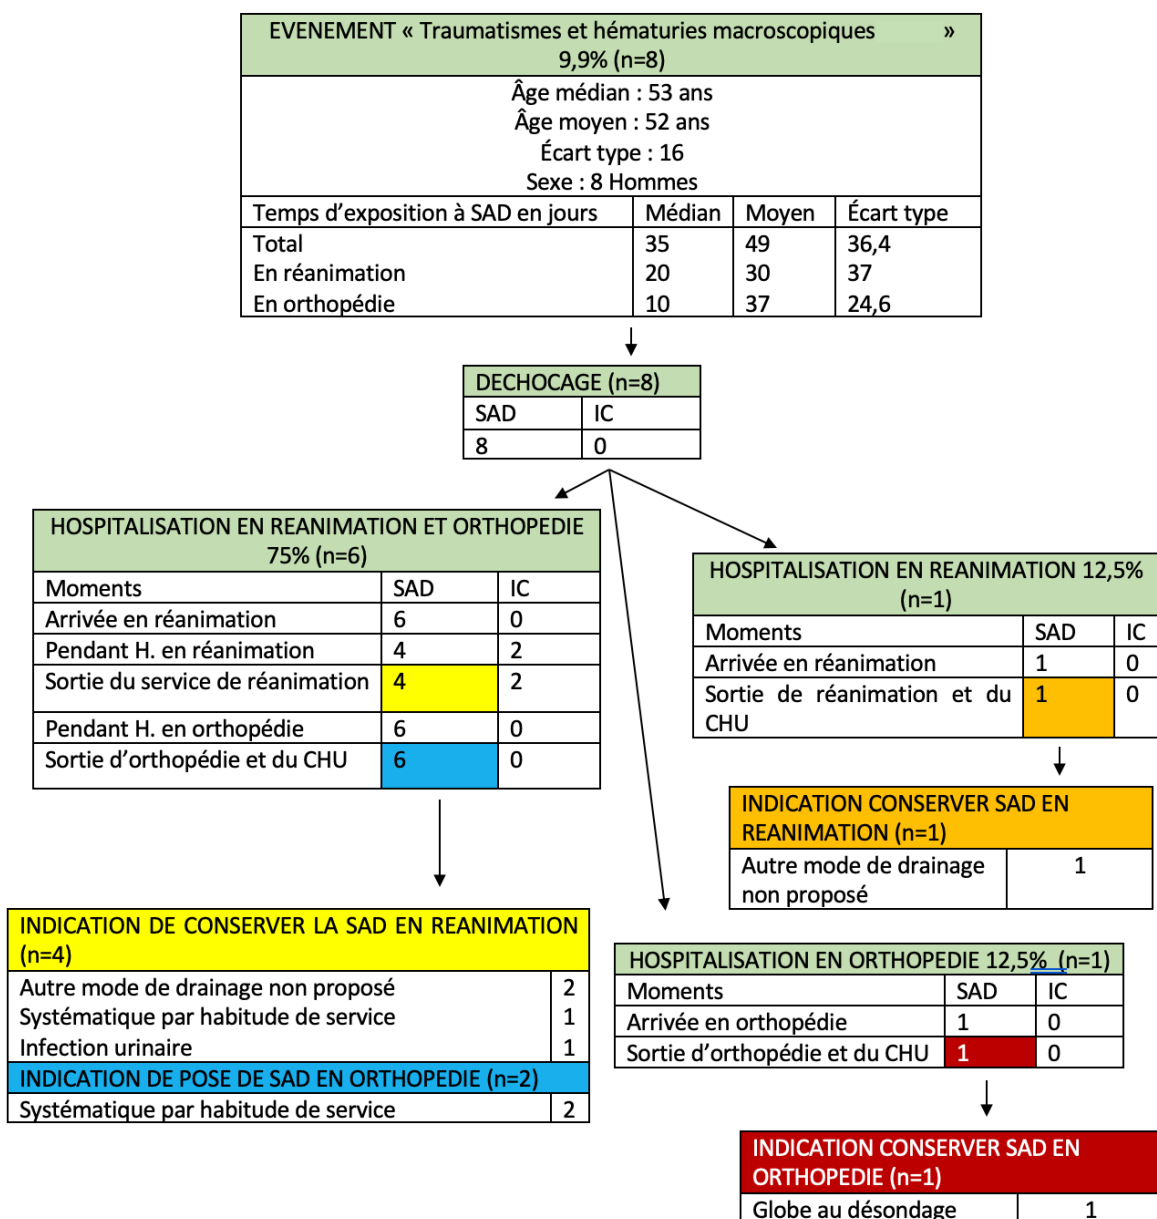 EVENEMENT « Traumatismes et hématuries macroscopiques »
9,9% (n=8)
Âge médian : 53 ans
Âge moyen : 52 ans
Écart type : 16
Sexe : 8 Hommes
Temps d’exposition à SAD en jours Médian Moyen Écart type
Total 35 49 36,4
En réanimation 20 30 37
En orthopédie 10 37 24,6
DECHOCAGE (n=8)
SAD IC
8 0
HOSPITALISATION EN REANIMATION ET ORTHOPEDIE
75% (n=6)
Moments SAD IC
Arrivée en réanimation 6 0
Pendant H. en réanimation 4 2
Sortie du service de réanimation 4 2
Pendant H. en orthopédie 6 0
Sortie d’orthopédie et du CHU 6 0
HOSPITALISATION EN REANIMATION 12,5%
(n=1)
Moments SAD IC
Arrivée en réanimation 1 0
Sortie de réanimation et du 1 0
CHU
INDICATION CONSERVER SAD EN
REANIMATION (n=1)
Autre mode de drainage 1
non proposé
INDICATION DE CONSERVER LA SAD EN REANIMATION
(n=4)
Autre mode de drainage non proposé 2
Systématique par habitude de service 1
Infection urinaire 1
INDICATION DE POSE DE SAD EN ORTHOPEDIE (n=2)
Systématique par habitude de service 2
HOSPITALISATION EN ORTHOPEDIE 12,5% (n=1)
Moments SAD IC
Arrivée en orthopédie 1 0
Sortie d’orthopédie et du CHU 1 0
INDICATION CONSERVER SAD EN
ORTHOPEDIE (n=1)
Globe au désondage 1